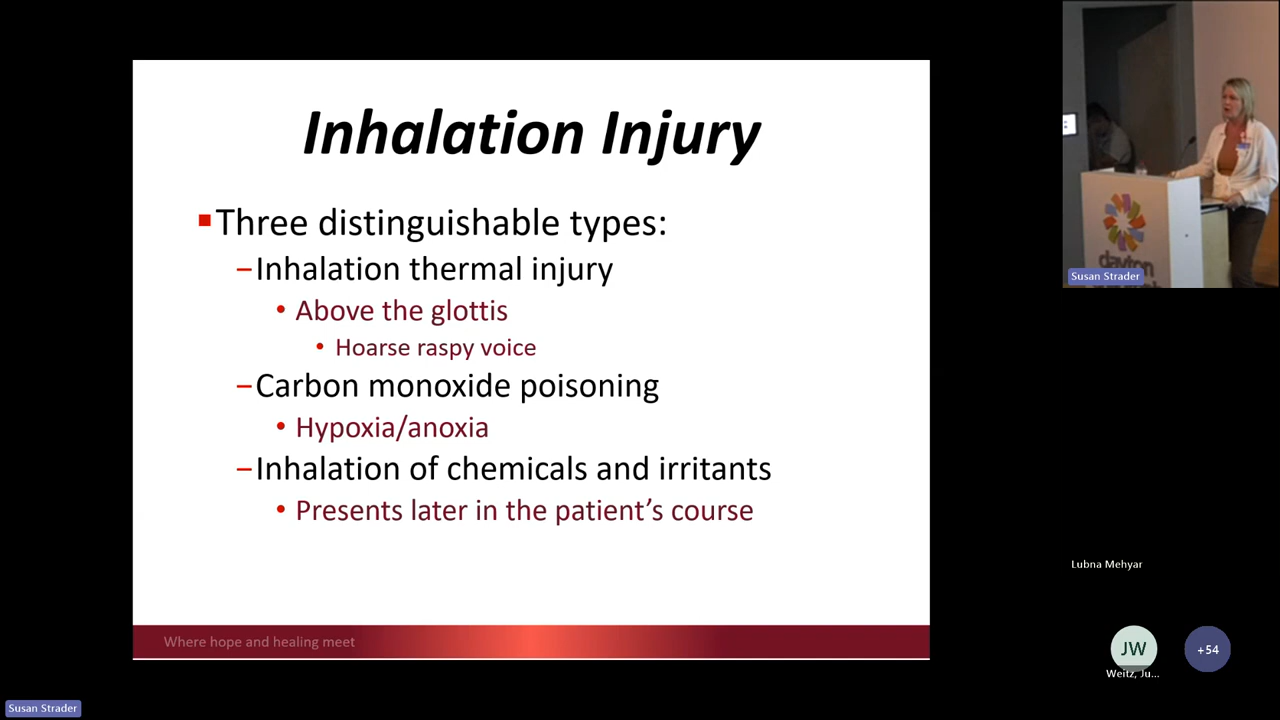 Inhalation Injury
Three distinguishable types:
–Inhalation thermal injury
• Above the glottis
• Hoarse raspy voice
–Carbon monoxide poisoning
• Hypoxia/anoxia
–Inhalation of chemicals and irritants
• Presents later in the patient’s course
Where hope and healing meet
dayton
Susan Strader
Lubna Mehyar
JW
+54
Weitz, Ju...
Susan Strader